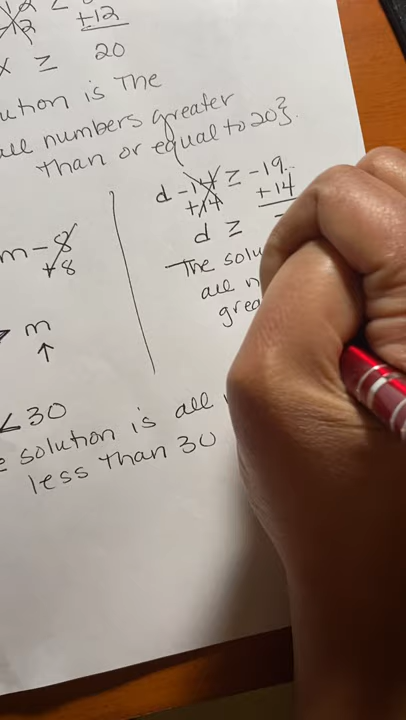 +12
20
x ≥
ution is The
all numbers greater
than or equal to 20}.
d - 14 ≥ -19
+14 +14
d ≥
The solu
all n
grea
m - 8
+8
m
↑
< 30
e solution is all
less than 30